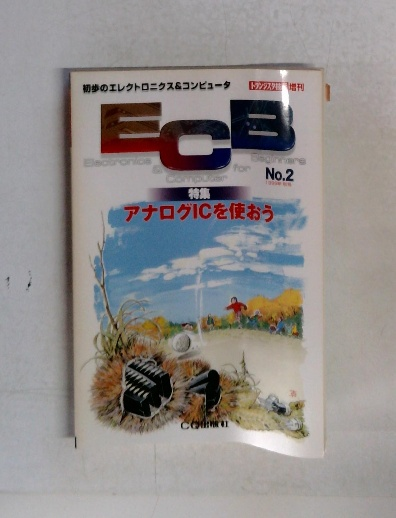 初歩のエレクトロニクス&コンピュータ
トランジスタ技術増刊
ECB
Electronics & Computer for Beginners
No.2
特集
アナログICを使おう
CQ出版社